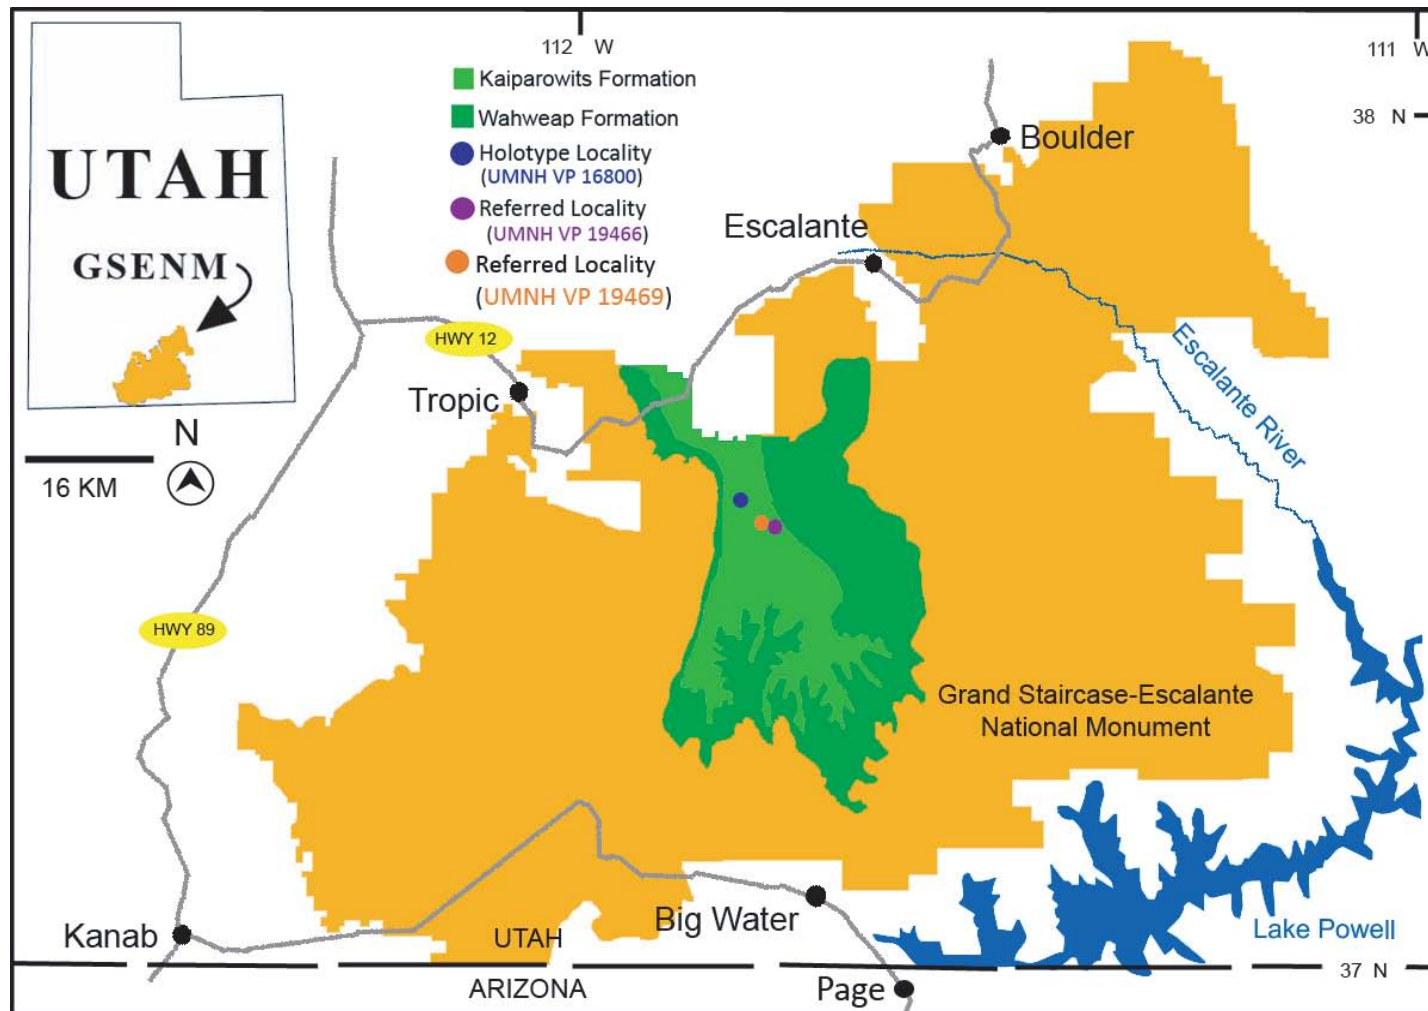 112 W
111 W
38 N
UTAH
GSENM
N
16 KM
Kaiparowits Formation
Wahweap Formation
Holotype Locality
(UMNH VP 16800)
Referred Locality
(UMNH VP 19466)
Referred Locality
(UMNH VP 19469)
Boulder
Escalante
HWY 12
Tropic
Escalante River
HWY 89
Grand Staircase-Escalante
National Monument
Kanab
UTAH
Big Water
Lake Powell
37 N
ARIZONA
Page